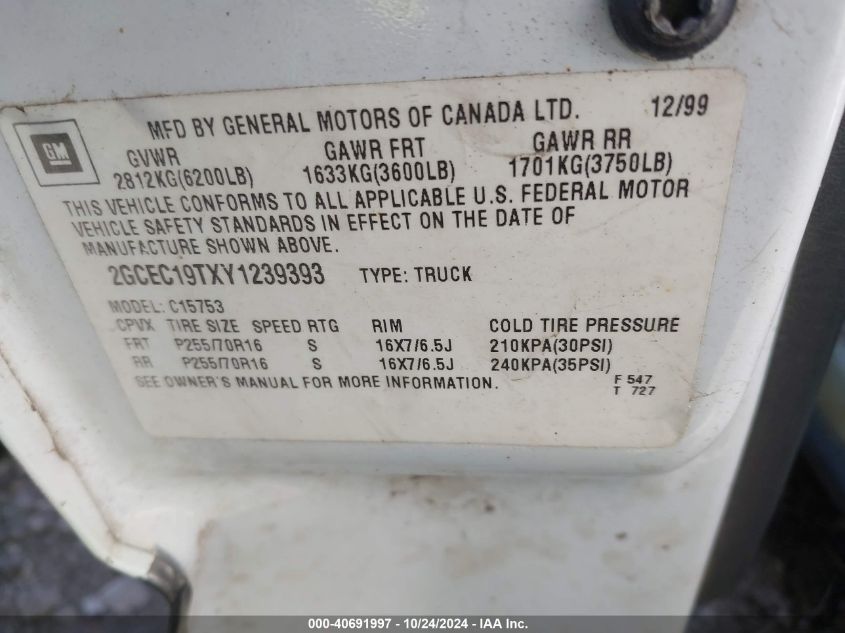 MFD BY GENERAL MOTORS OF CANADA LTD. 12/99
GM
GVWR GAWR FRT GAWR RR
2812KG(6200LB) 1633KG(3600LB) 1701KG(3750LB)
THIS VEHICLE CONFORMS TO ALL APPLICABLE U.S. FEDERAL MOTOR
VEHICLE SAFETY STANDARDS IN EFFECT ON THE DATE OF
MANUFACTURE SHOWN ABOVE.
2GCEC19TXY1239393 TYPE: TRUCK
MODEL: C15753
CPVX TIRE SIZE SPEED RTG RIM COLD TIRE PRESSURE
FRT P255/70R16 S 16X7/6.5J 210KPA(30PSI)
RR P255/70R16 S 16X7/6.5J 240KPA(35PSI)
SEE OWNER'S MANUAL FOR MORE INFORMATION. F 547
T 727
000-40691997 - 10/24/2024 - IAA Inc.